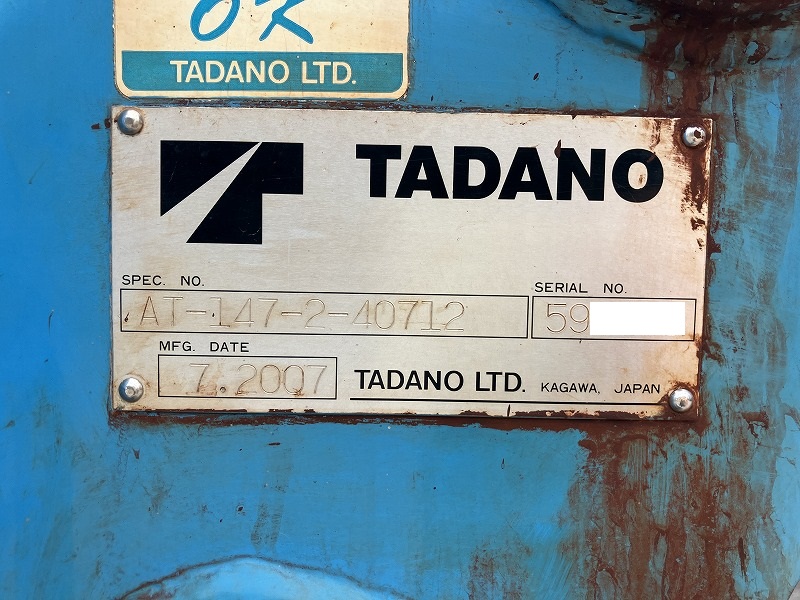 OK
TADANO LTD.
TADANO
SPEC. NO.
AT-147-2-40712
SERIAL NO.
59
MFG. DATE
7.2007
TADANO LTD. KAGAWA, JAPAN